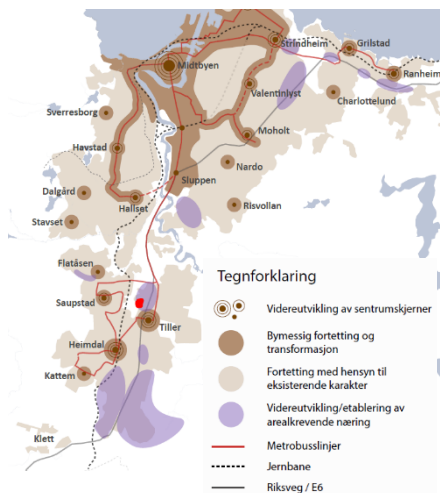 Strindheim
Grilstad
Midtbyen
Ranheim
Valentinlyst
Charlottelund
Sverresborg
Moholt
Havstad
Nardo
Sluppen
Dalgård
Hallset
Risvollan
Stavset
Flatåsen
Saupstad
Tiller
Heimdal
Kattem
Klett
Tegnforklaring
Videreutvikling av sentrumskjerner
Bymessig fortetting og
transformasjon
Fortetting med hensyn til
eksisterende karakter
Videreutvikling/etablering av
arealkrevende næring
Metrobusslinjer
Jernbane
Riksveg / E6